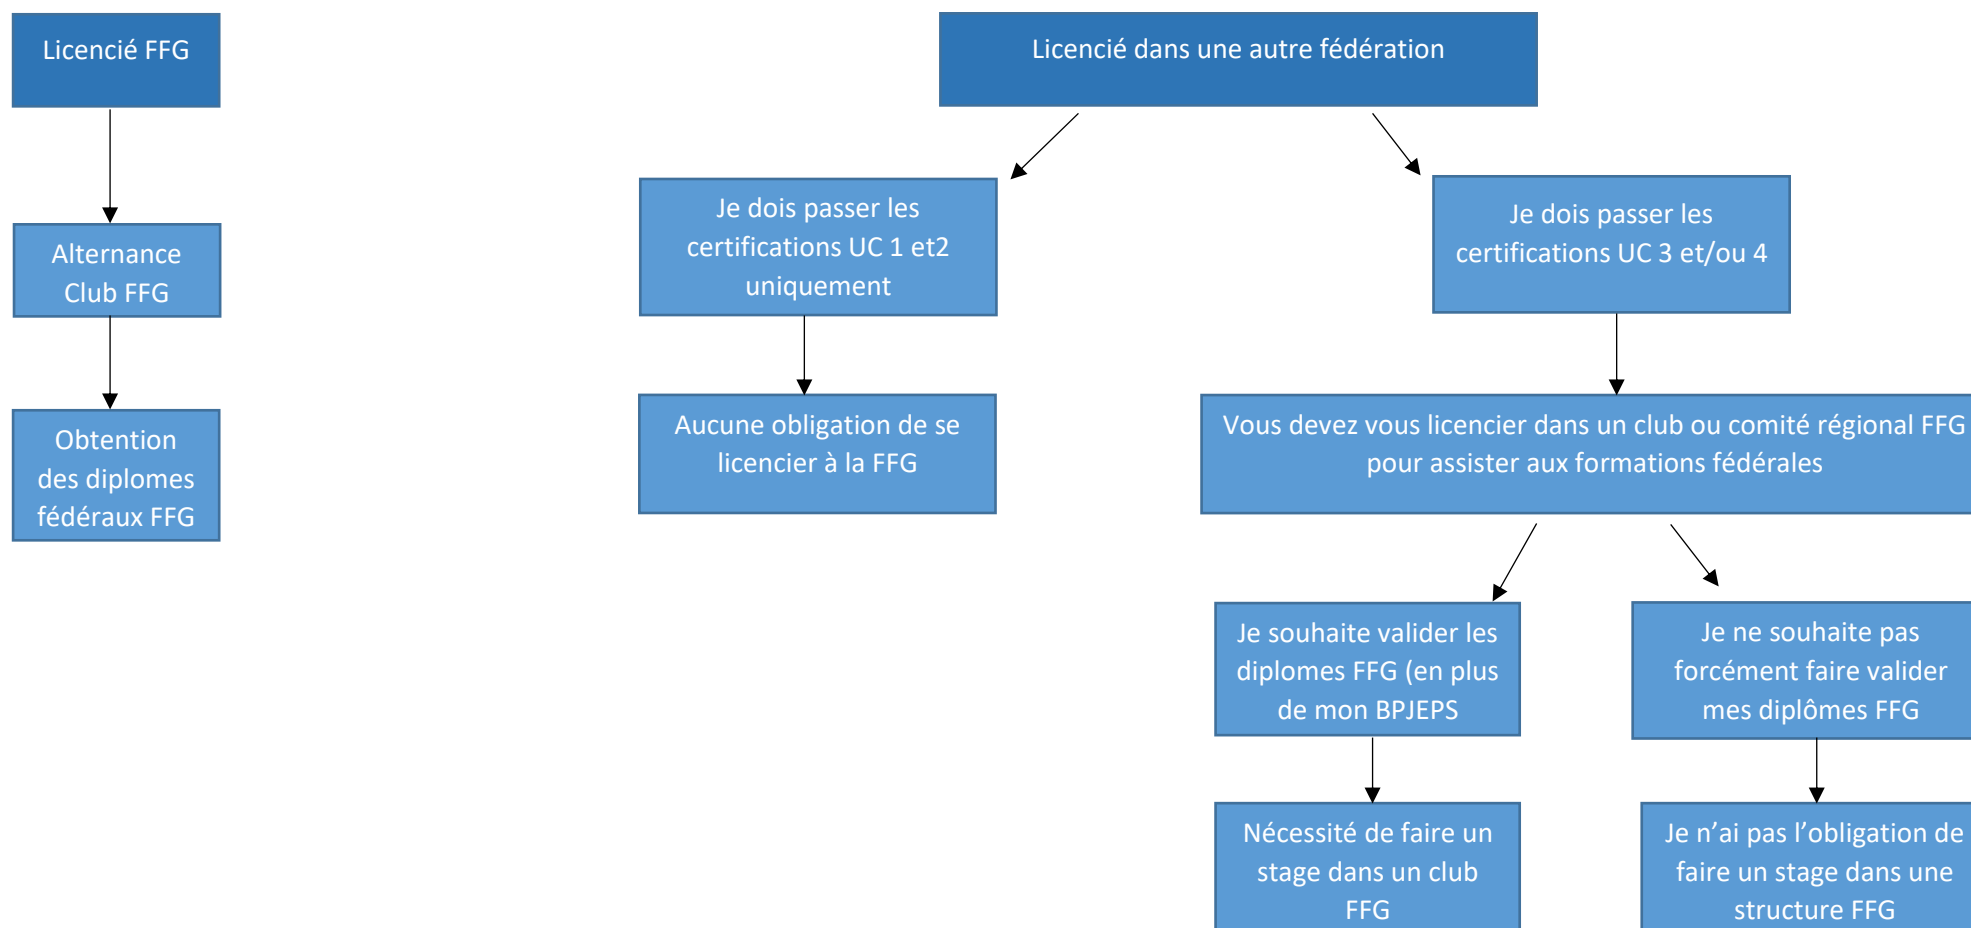 Licencié FFG
Licencié dans une autre fédération
Je dois passer les
certifications UC 1 et2
uniquement
Je dois passer les
certifications UC 3 et/ou 4
Alternance
Club FFG
Aucune obligation de se
licencier à la FFG
Vous devez vous licencier dans un club ou comité régional FFG
pour assister aux formations fédérales
Obtention
des diplomes
fédéraux FFG
Je souhaite valider les
diplomes FFG (en plus
de mon BPJEPS
Je ne souhaite pas
forcément faire valider
mes diplômes FFG
Nécessité de faire un
stage dans un club
FFG
Je n’ai pas l’obligation de
faire un stage dans une
structure FFG